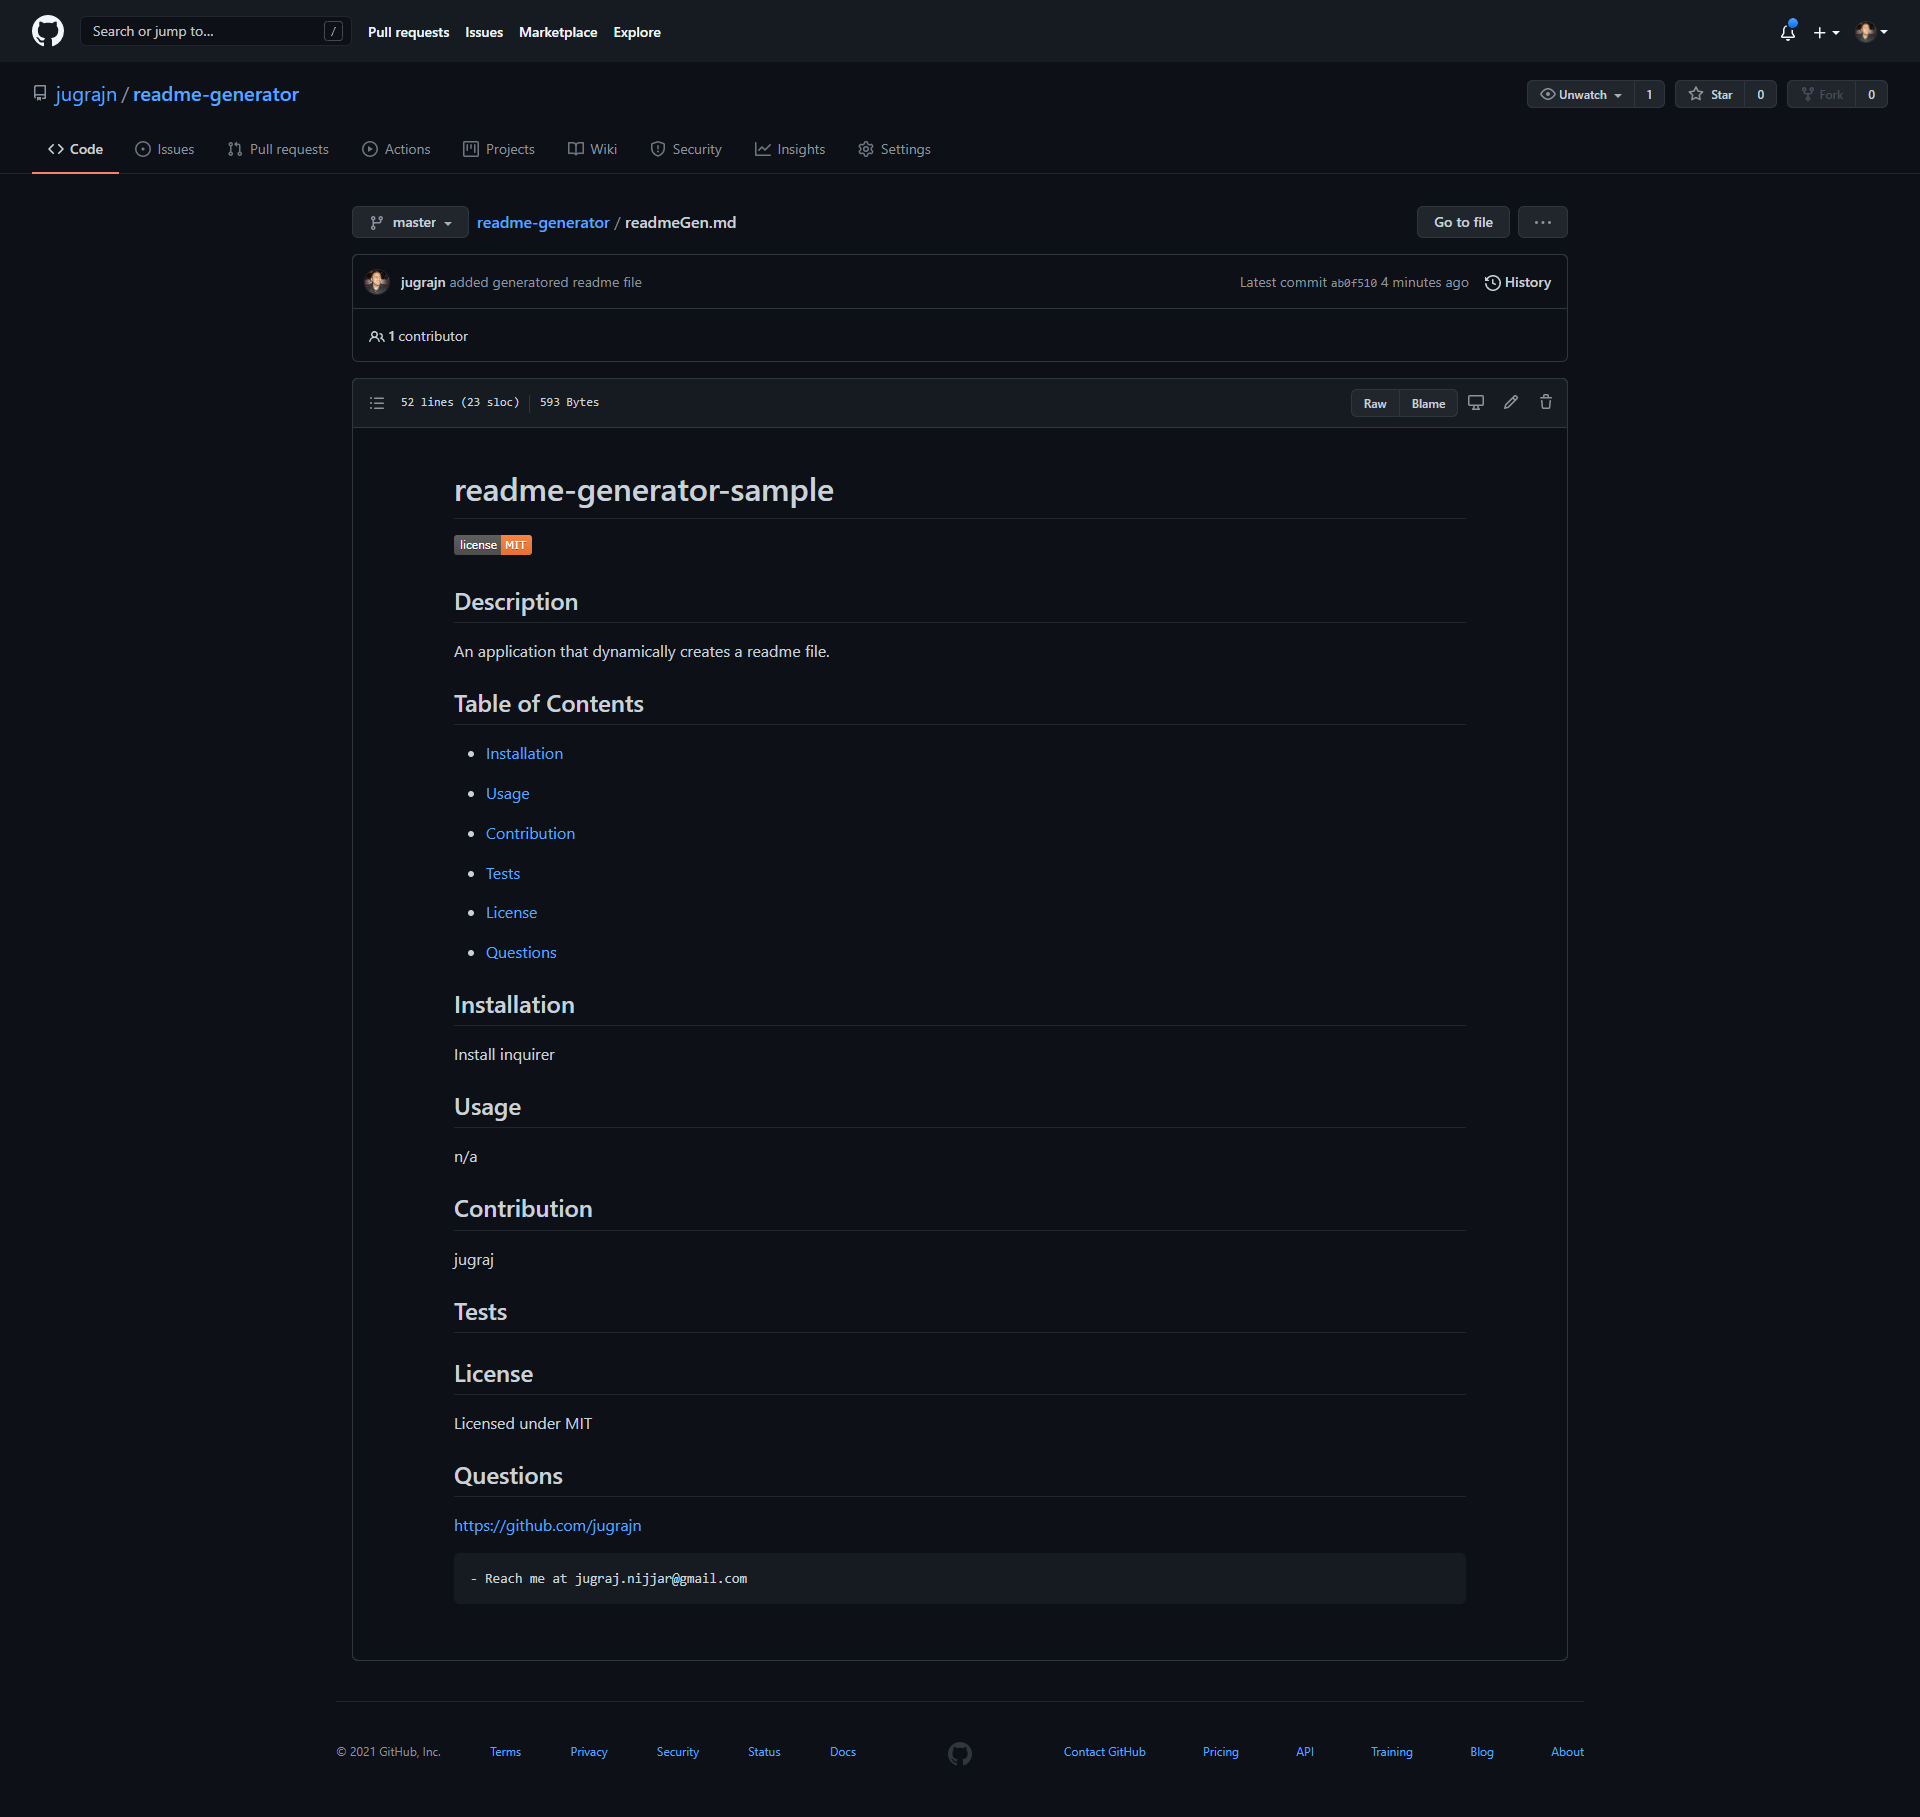 Search or jump to... /
Pull requests Issues Marketplace Explore
jugrajn / readme-generator
Unwatch 1 Star 0 Fork 0
Code Issues Pull requests Actions Projects Wiki Security Insights Settings
master readme-generator / readmeGen.md Go to file ...
jugrajn added generatored readme file Latest commit ab0f510 4 minutes ago History
1 contributor
52 lines (23 sloc) 593 Bytes Raw Blame
readme-generator-sample
license MIT
Description
An application that dynamically creates a readme file.
Table of Contents
• Installation
• Usage
• Contribution
• Tests
• License
• Questions
Installation
Install inquirer
Usage
n/a
Contribution
jugraj
Tests
License
Licensed under MIT
Questions
https://github.com/jugrajn
- Reach me at jugraj.nijjar@gmail.com
© 2021 GitHub, Inc. Terms Privacy Security Status Docs Contact GitHub Pricing API Training Blog About